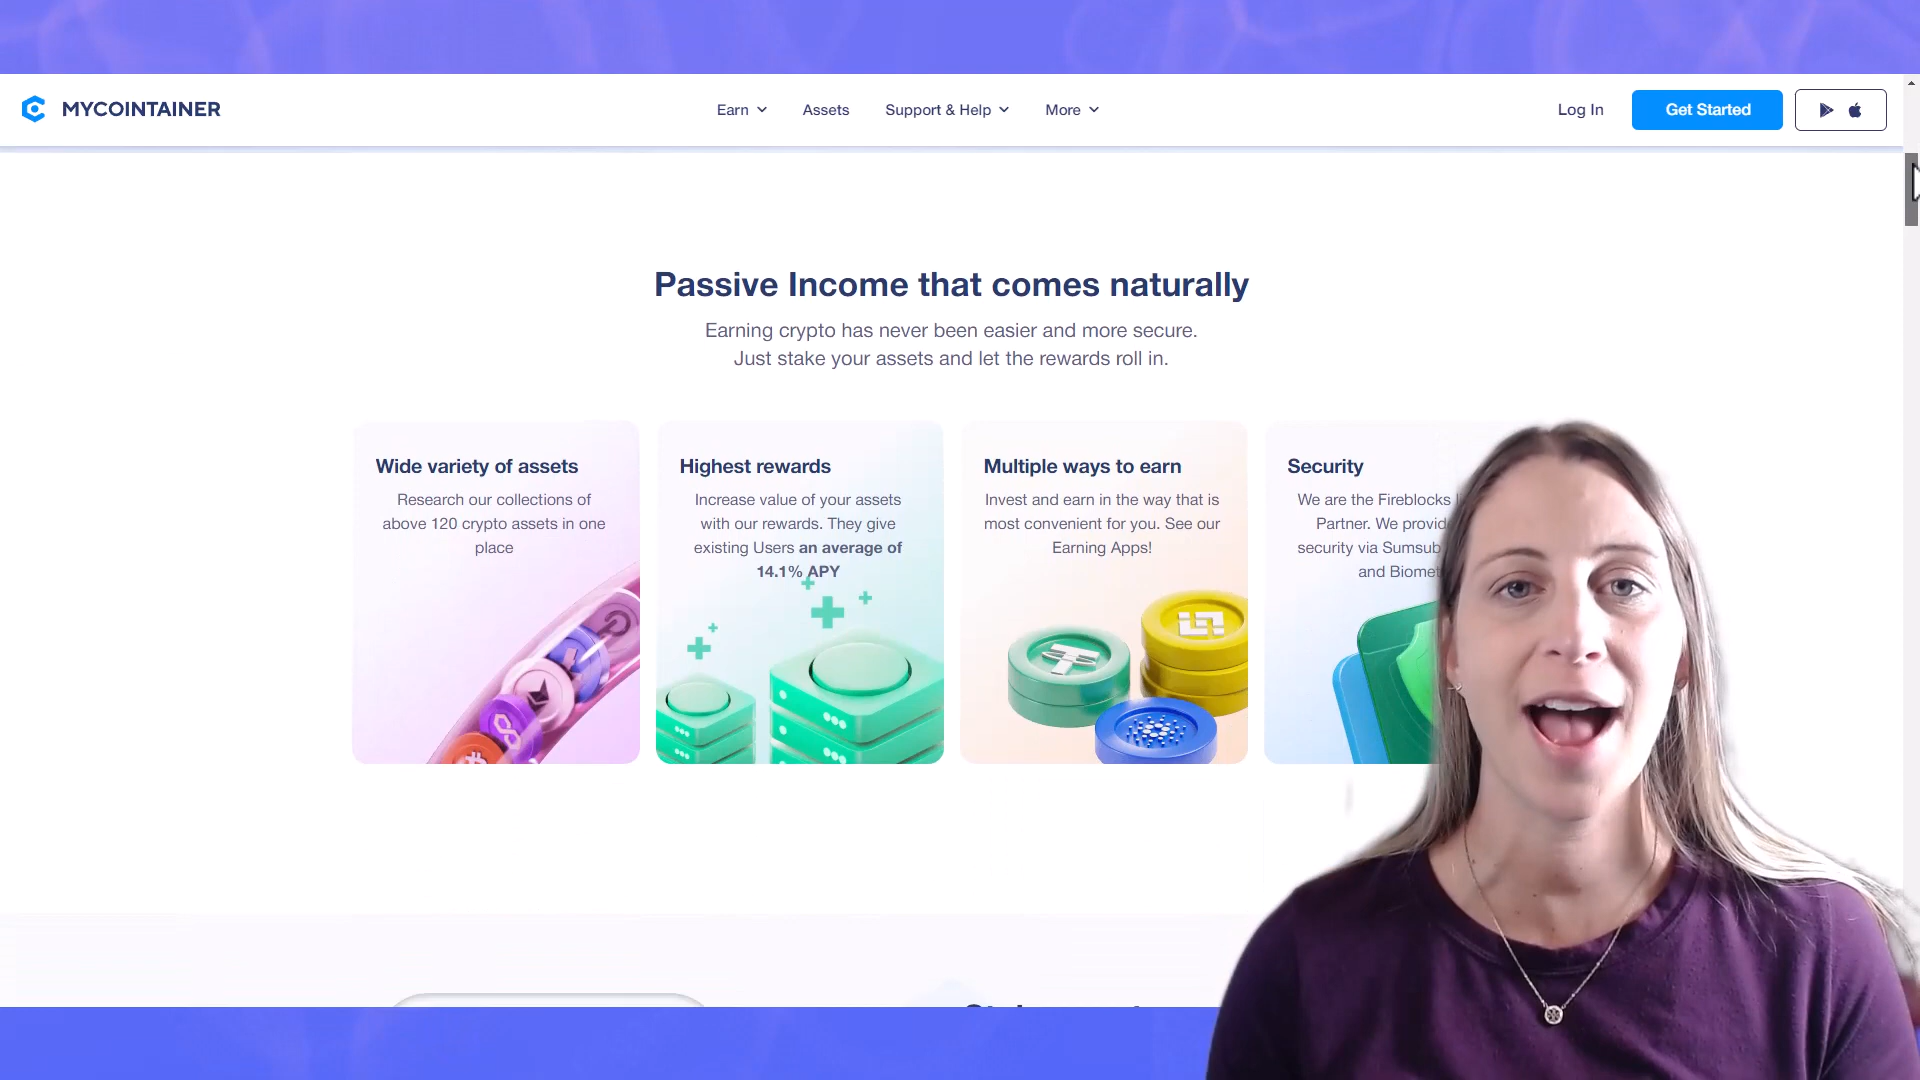 MYCOINTAINER
Earn
Assets
Support & Help
More
Log In
Get Started
Passive Income that comes naturally
Earning crypto has never been easier and more secure.
Just stake your assets and let the rewards roll in.
Wide variety of assets
Research our collections of
above 120 crypto assets in one
place
Highest rewards
Increase value of your assets
with our rewards. They give
existing Users an average of
14.1% APY
Multiple ways to earn
Invest and earn in the way that is
most convenient for you. See our
Earning Apps!
Security
We are the Fireblocks
Partner. We provide
security via Sumsub
and